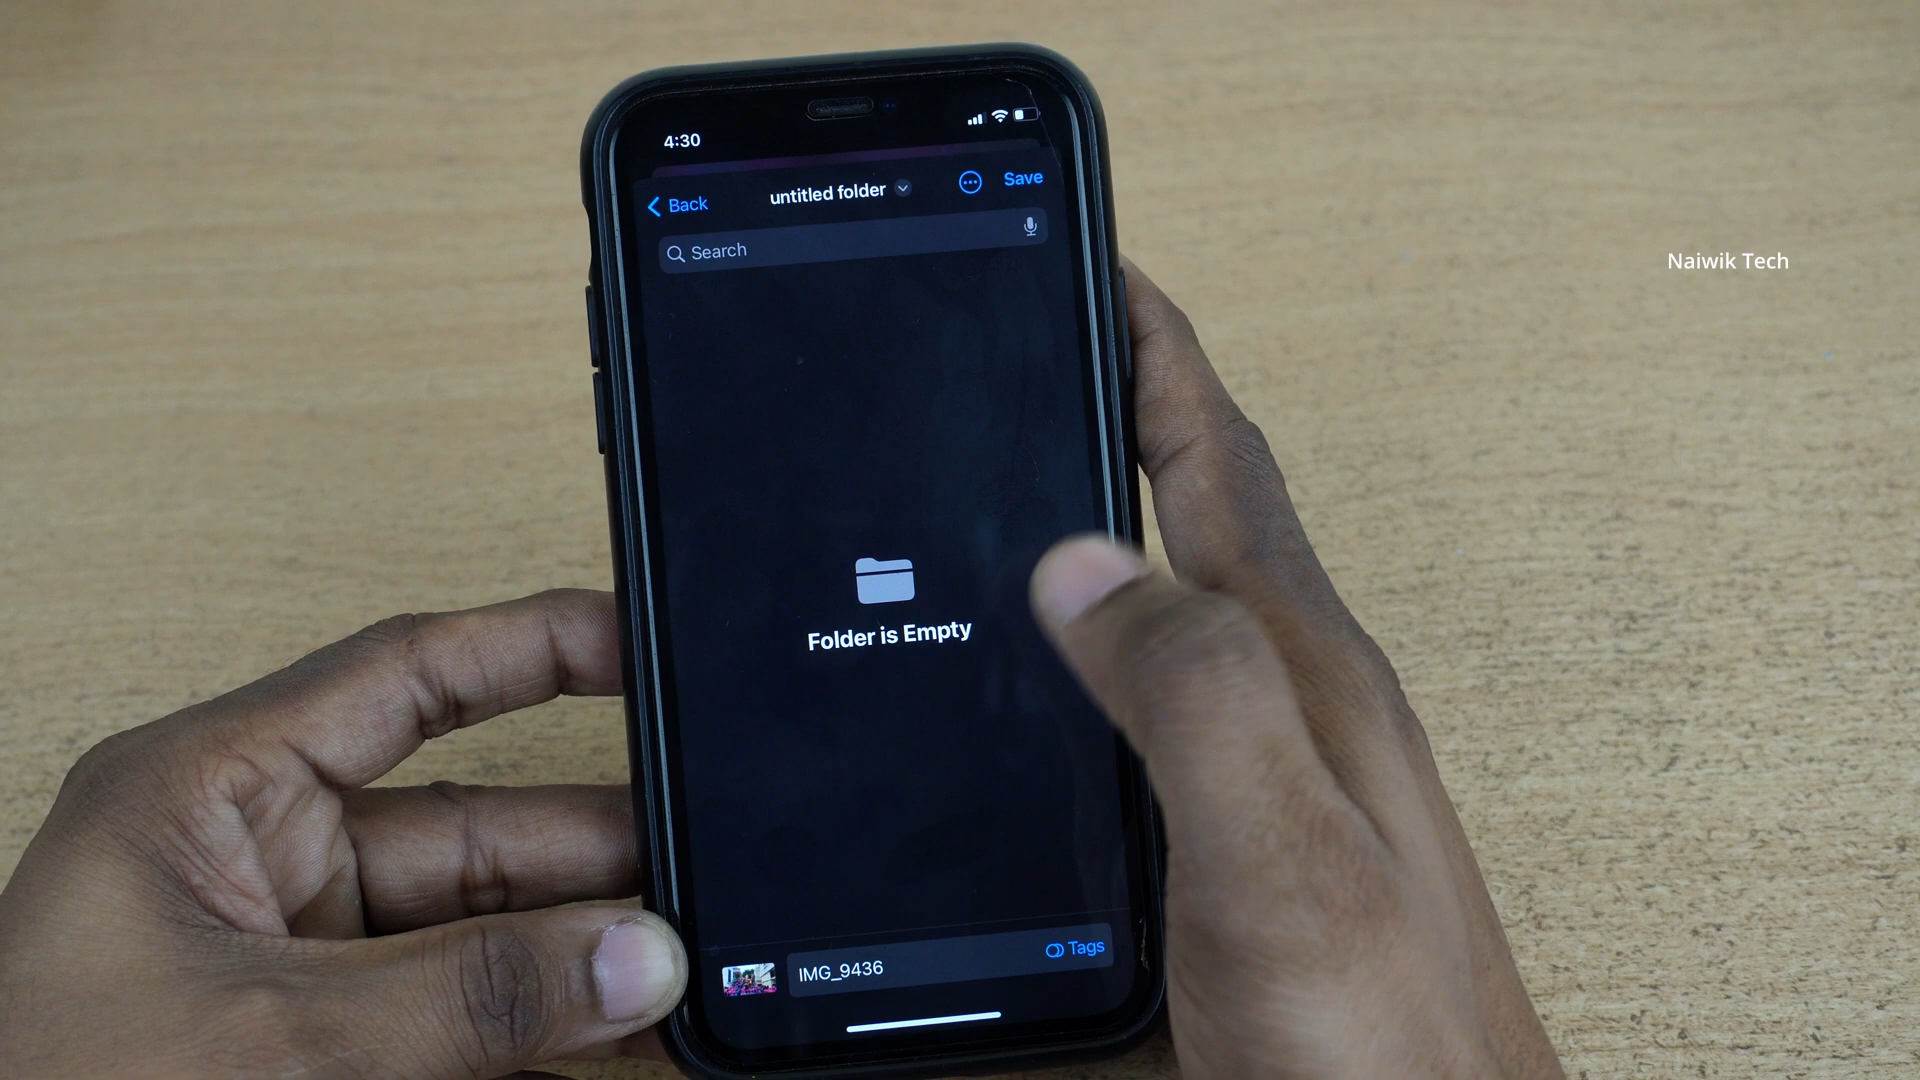 4:30
Back
untitled folder
Save
Search
Naiwik Tech
Folder is Empty
IMG_9436
Tags